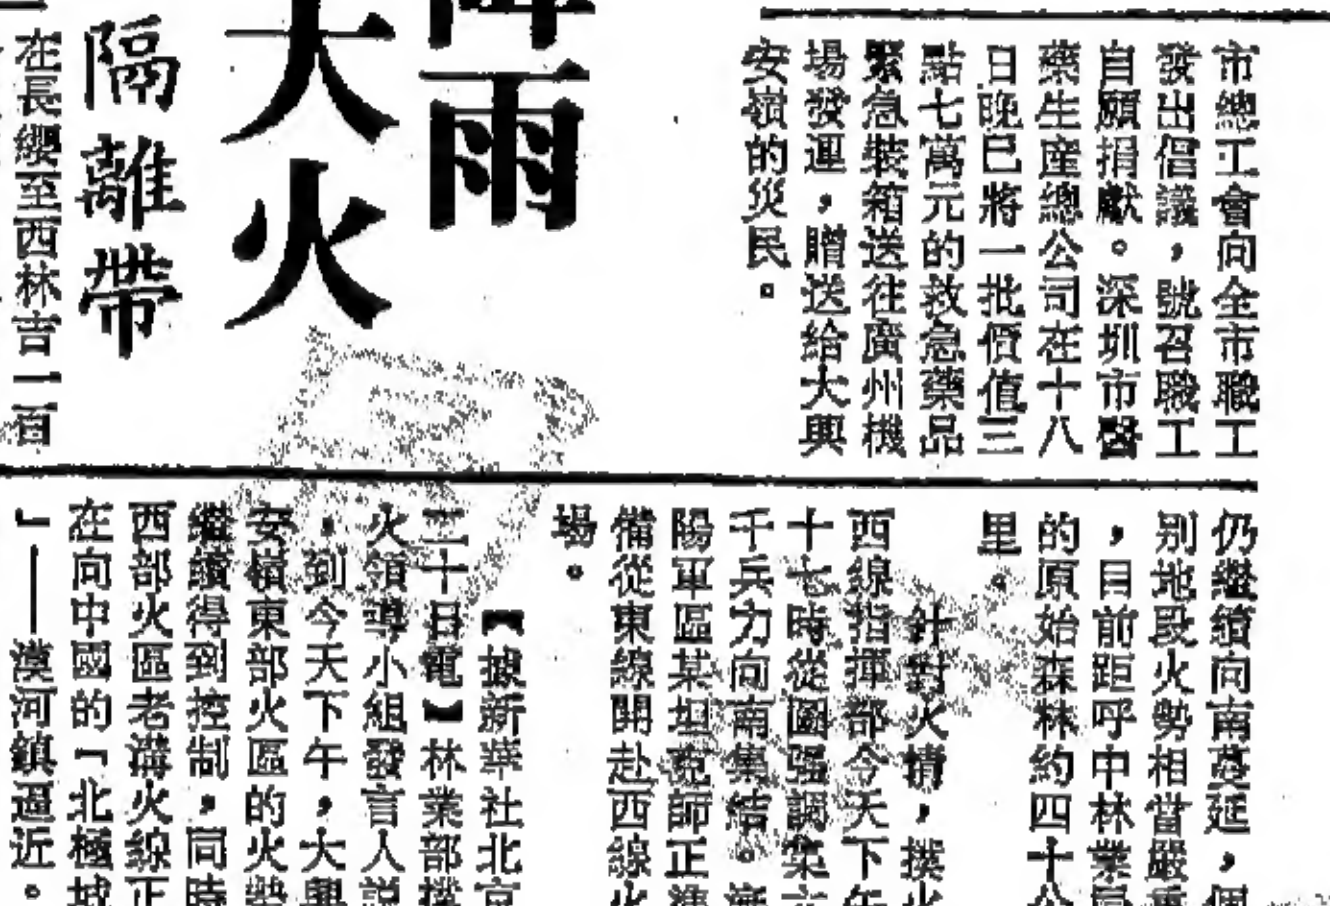 市總工會向全市職工
發出倡議，號召職工
自願捐獻。深圳市醫
藥生産總公司在十八
日晚已將一批價值三
點七萬元的救急藥品
緊急裝箱送往廣州機
場發運，贈送給大興
安嶺的災民。
雨
大火
隔離帶
在長纓至西林吉一百
仍繼續向南蔓延，個
别地段火勢相當嚴重
，目前距呼中林業局
的原始森林約四十公
里。
針對火情，撲火
西線指揮部今天下午
十七時從圖强調集
千兵力向南集結。瀋
陽軍區某坦克師正準
備從東線開赴西線火
場。
【據新華社北京
二十日電】林業部撲
火領導小組發言人説
，到今天下午，大興
安嶺東部火區的火勢
繼續得到控制，同時
西部火區老溝火線正
在向中國的「北極城
」——漠河鎮逼近。